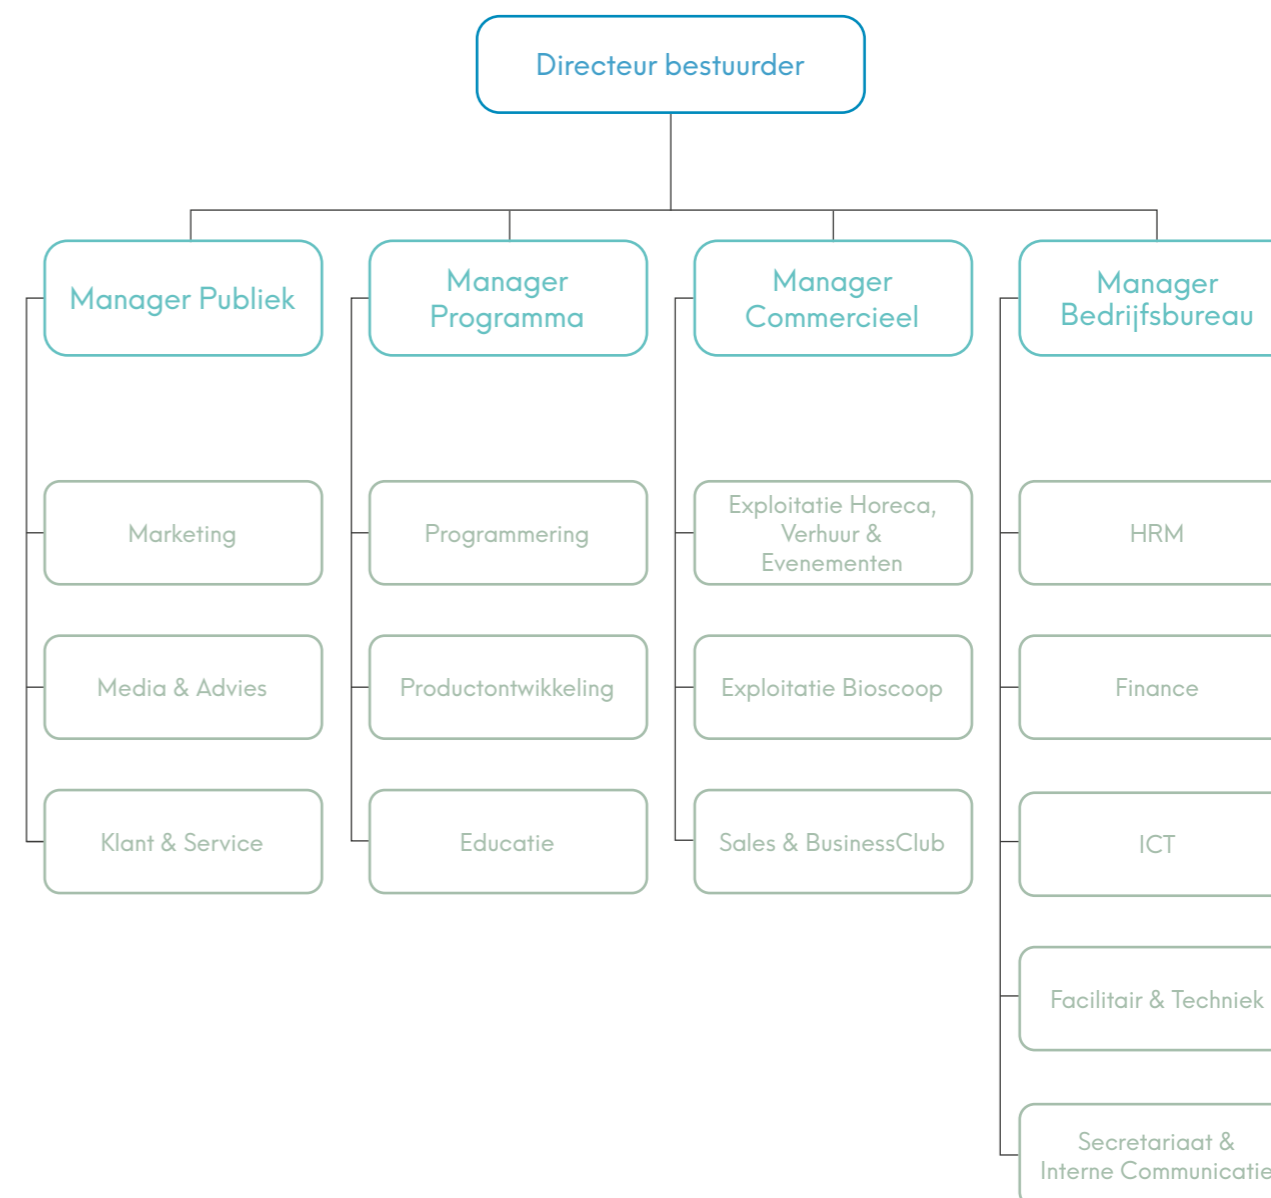 Directeur bestuurder
Manager Publiek
Manager
Programma
Manager
Commercieel
Manager
Bedrijfsbureau
Marketing
Programmering
Exploitatie Horeca,
Verhuur &
Evenementen
HRM
Media & Advies
Productontwikkeling
Exploitatie Bioscoop
Finance
Klant & Service
Educatie
Sales & BusinessClub
ICT
Facilitair & Techniek
Secretariaat &
Interne Communicatie